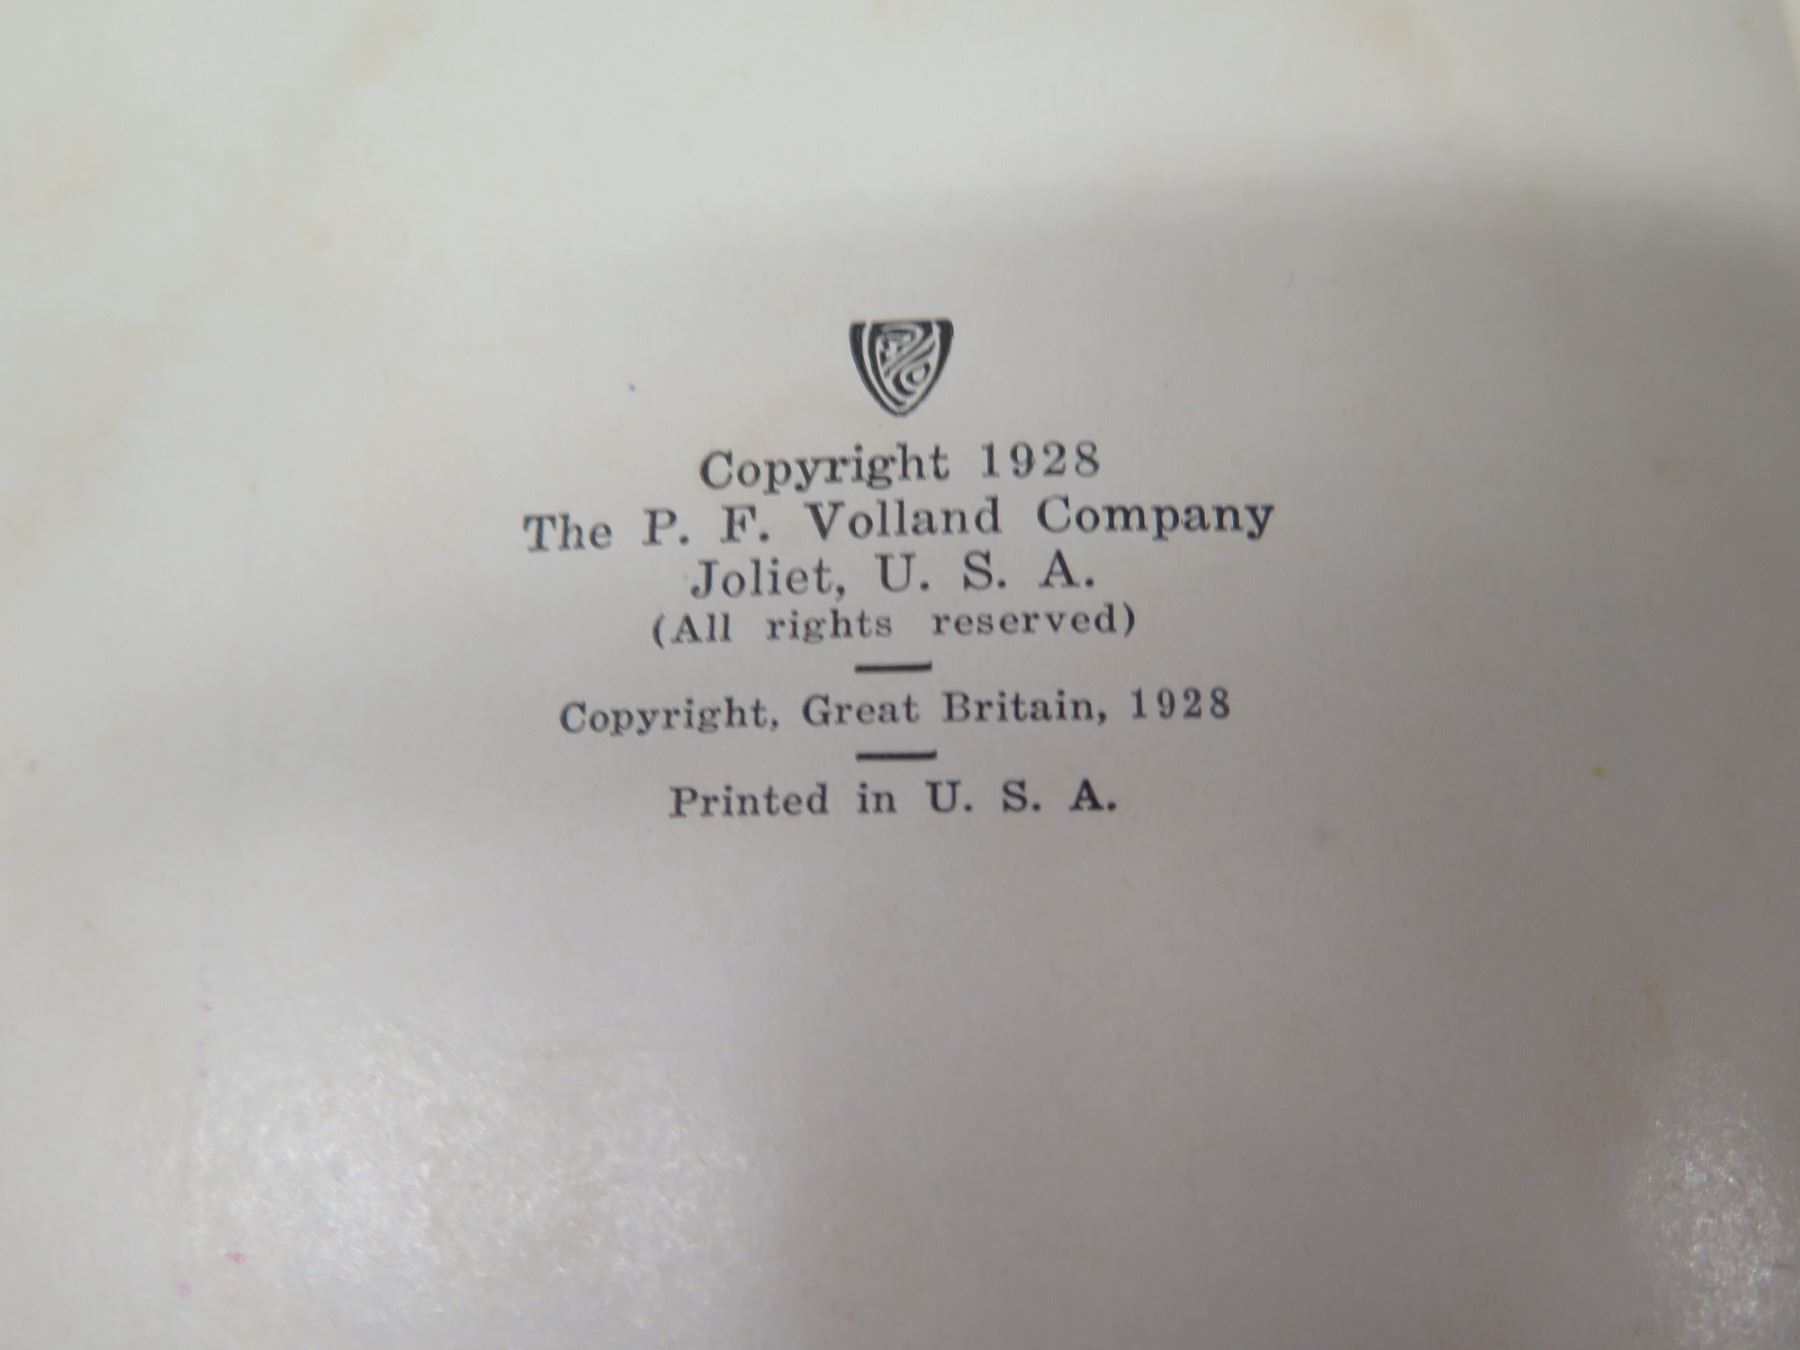 Copyright 1928
The P. F. Volland Company
Joliet, U. S. A.
(All rights reserved)
Copyright, Great Britain, 1928
Printed in U. S. A.